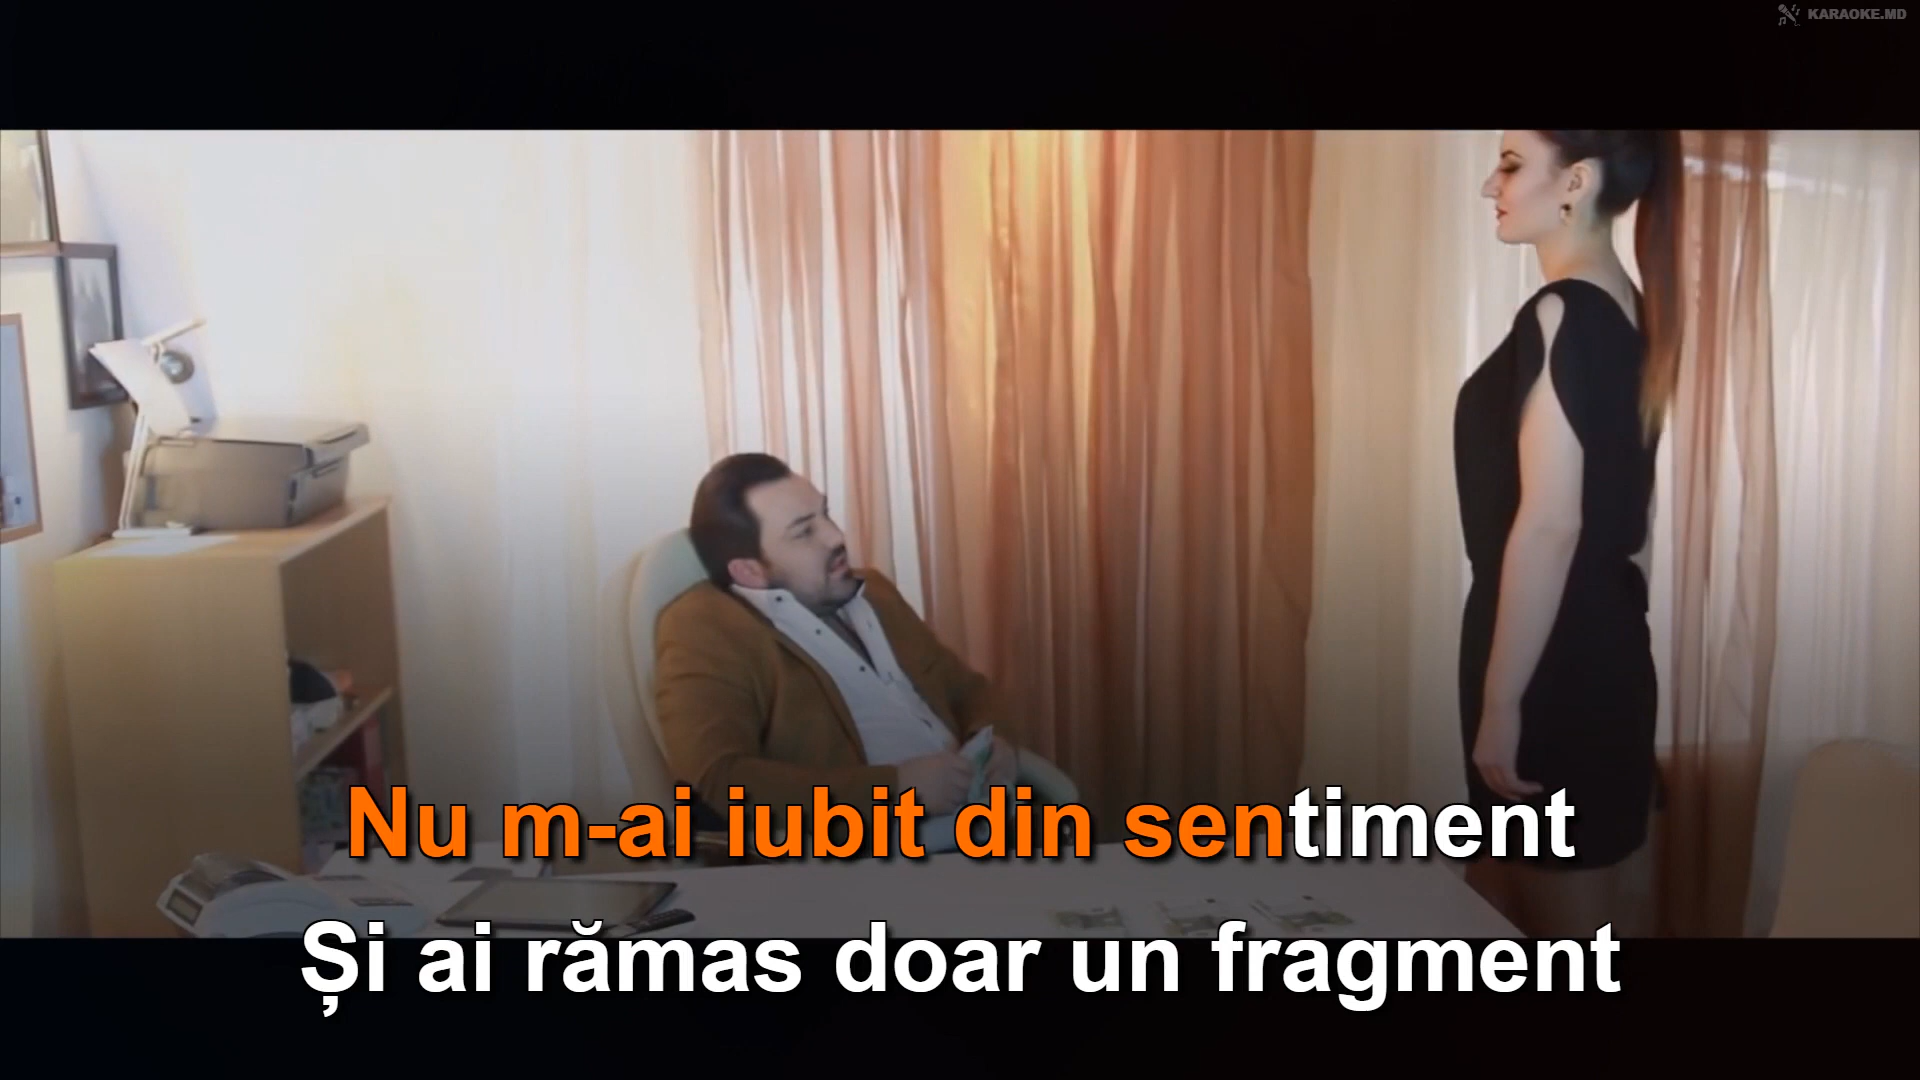 KARAOKE.MD
Nu m-ai iubit din sentiment
Și ai rămas doar un fragment